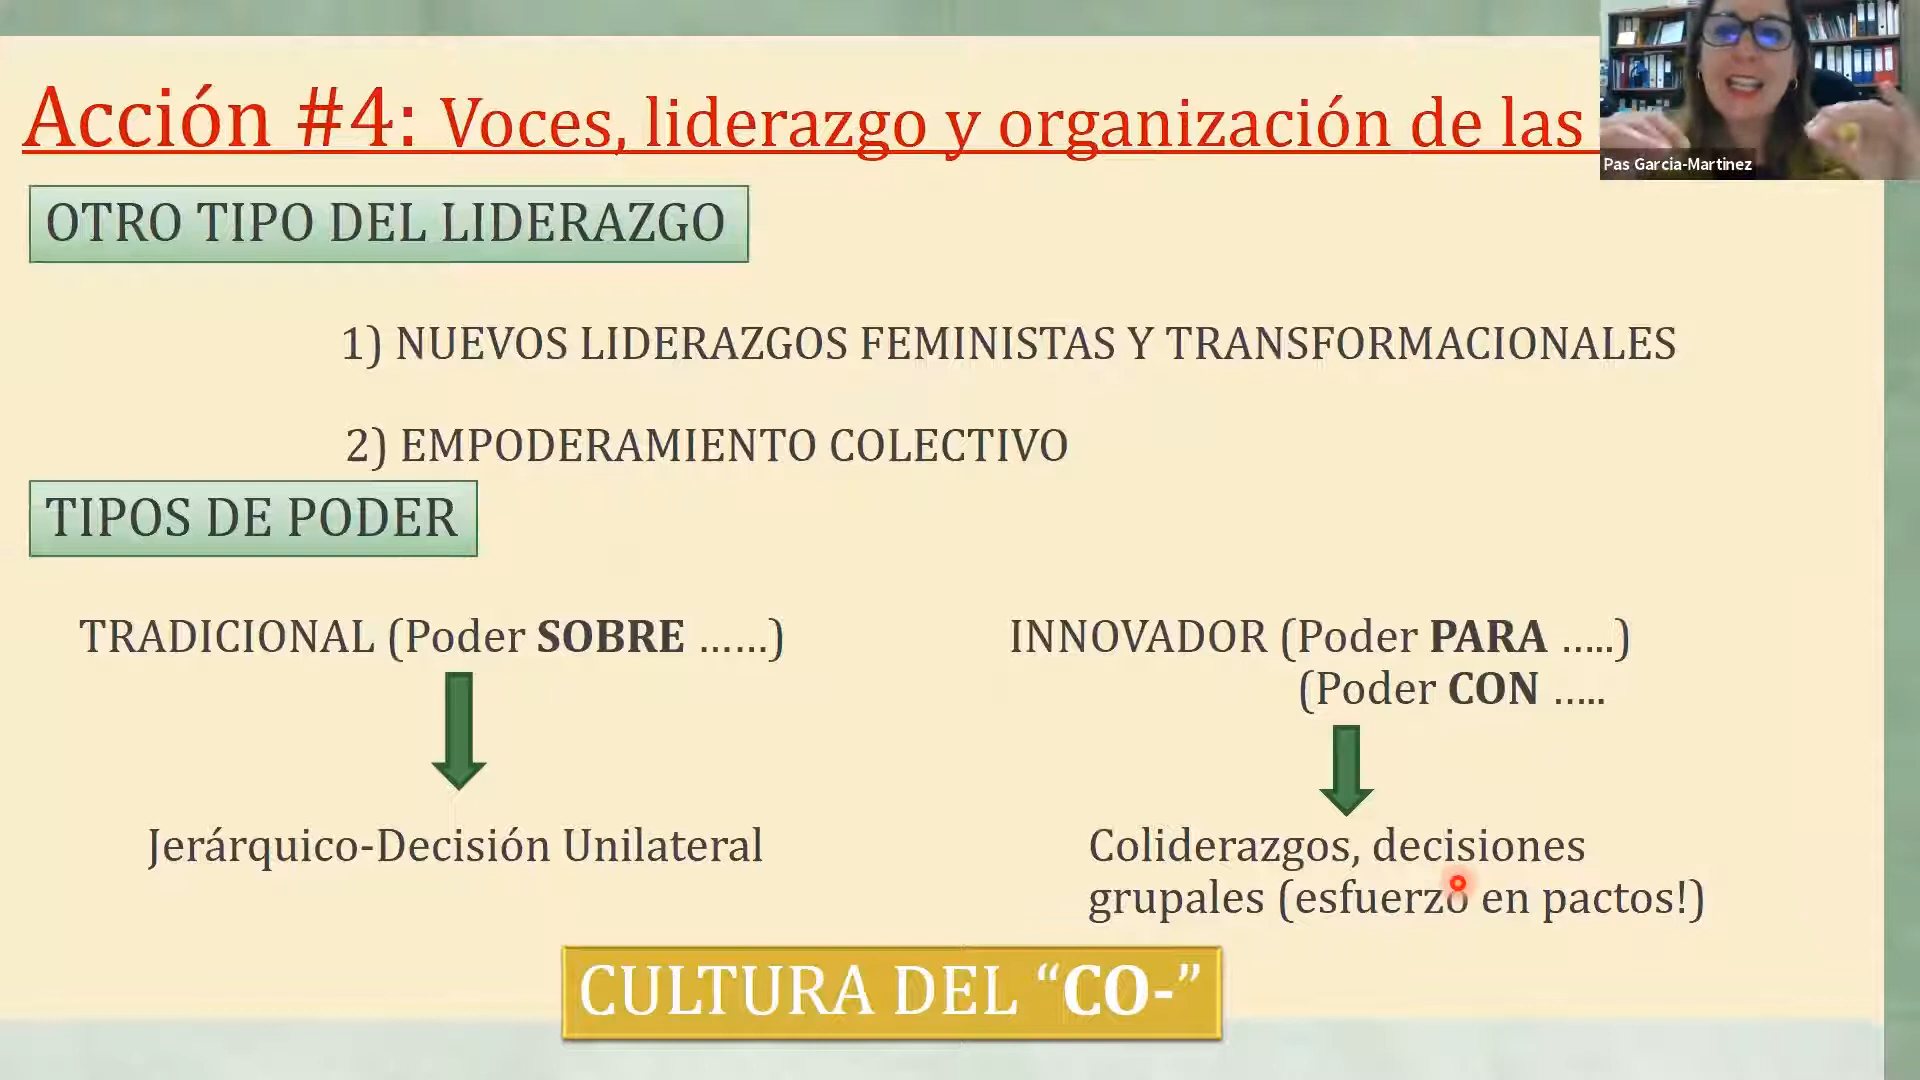 Acción #4: Voces, liderazgo y organización de las
Pas Garcia-Martinez
OTRO TIPO DEL LIDERAZGO
1) NUEVOS LIDERAZGOS FEMINISTAS Y TRANSFORMACIONALES
2) EMPODERAMIENTO COLECTIVO
TIPOS DE PODER
TRADICIONAL (Poder SOBRE ......)
INNOVADOR (Poder PARA .....)
(Poder CON .....
Jerárquico-Decisión Unilateral
Coliderazgos, decisiones
grupales (esfuerzo en pactos!)
CULTURA DEL “CO-”